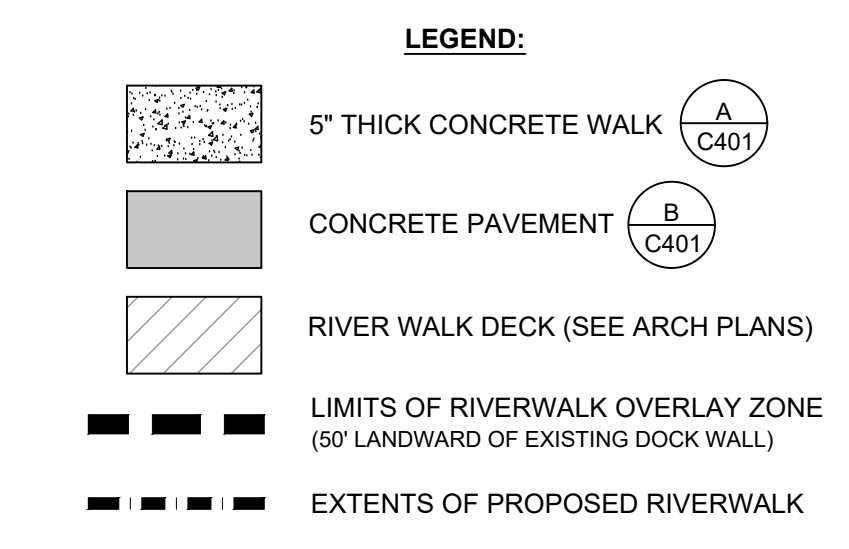 LEGEND:
5" THICK CONCRETE WALK
A
C401
CONCRETE PAVEMENT
B
C401
RIVER WALK DECK (SEE ARCH PLANS)
LIMITS OF RIVERWALK OVERLAY ZONE
(50' LANDWARD OF EXISTING DOCK WALL)
EXTENTS OF PROPOSED RIVERWALK